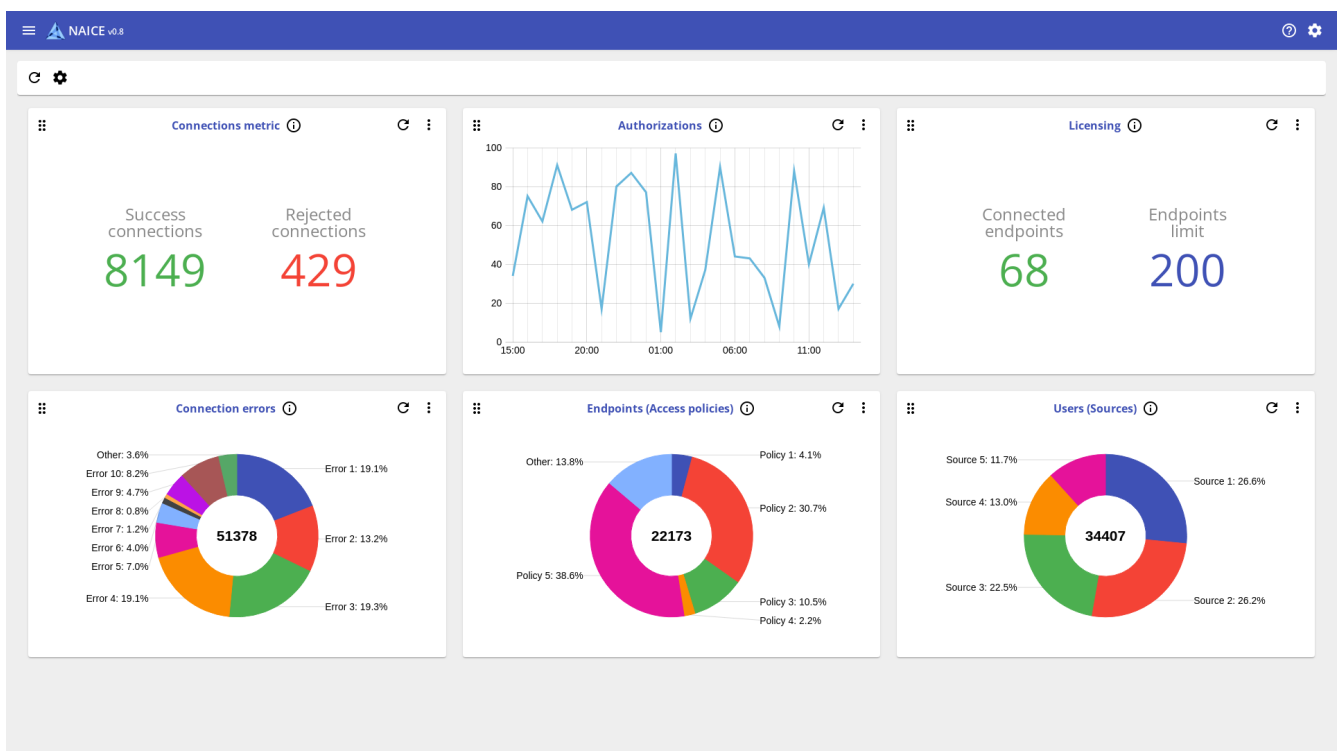 NAICE v0.8
Connections metric
Success
connections
8149
Rejected
connections
429
Authorizations
100
80
60
40
20
0
15:00 20:00 01:00 06:00 11:00
Licensing
Connected
endpoints
68
Endpoints
limit
200
Connection errors
Other: 3.6%
Error 10: 8.2%
Error 9: 4.7%
Error 8: 0.8%
Error 7: 1.2%
Error 6: 4.0%
Error 5: 7.0%
Error 4: 19.1%
51378
Error 1: 19.1%
Error 2: 13.2%
Error 3: 19.3%
Endpoints (Access policies)
Other: 13.8%
Policy 5: 38.6%
22173
Policy 1: 4.1%
Policy 2: 30.7%
Policy 3: 10.5%
Policy 4: 2.2%
Users (Sources)
Source 5: 11.7%
Source 4: 13.0%
Source 3: 22.5%
34407
Source 1: 26.6%
Source 2: 26.2%